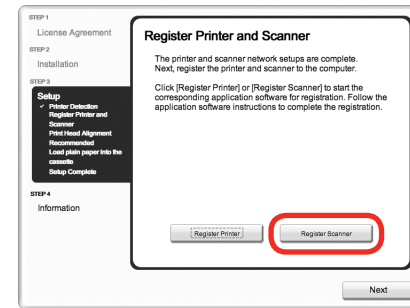 STEP 1
License Agreement
STEP 2
Installation
STEP 3
Setup
✓ Printer Detection
Register Printer and
Scanner
Print Head Alignment
Recommended
Load plain paper into the
cassette
Setup Complete
STEP 4
Information
Register Printer and Scanner
The printer and scanner network setups are complete.
Next, register the printer and scanner to the computer.
Click [Register Printer] or [Register Scanner] to start the
corresponding application software for registration. Follow the
application software instructions to complete the registration.
Register Printer
Register Scanner
Next